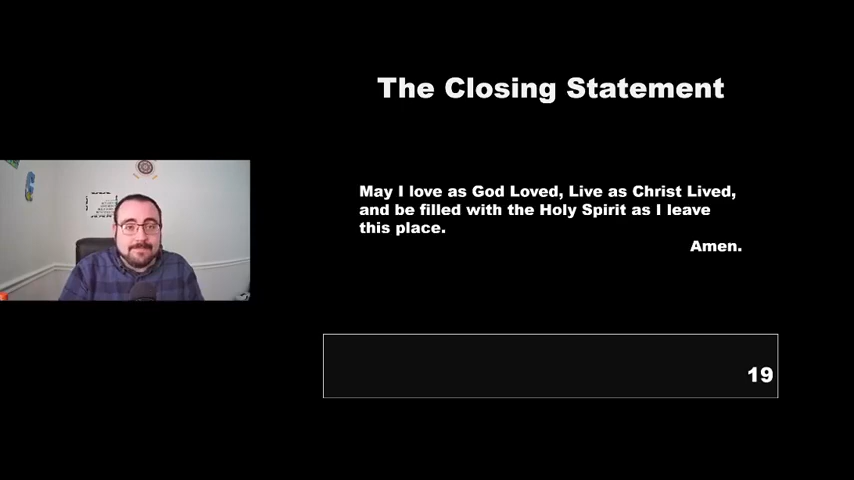 The Closing Statement
May I love as God Loved, Live as Christ Lived,
and be filled with the Holy Spirit as I leave
this place.
Amen.
19